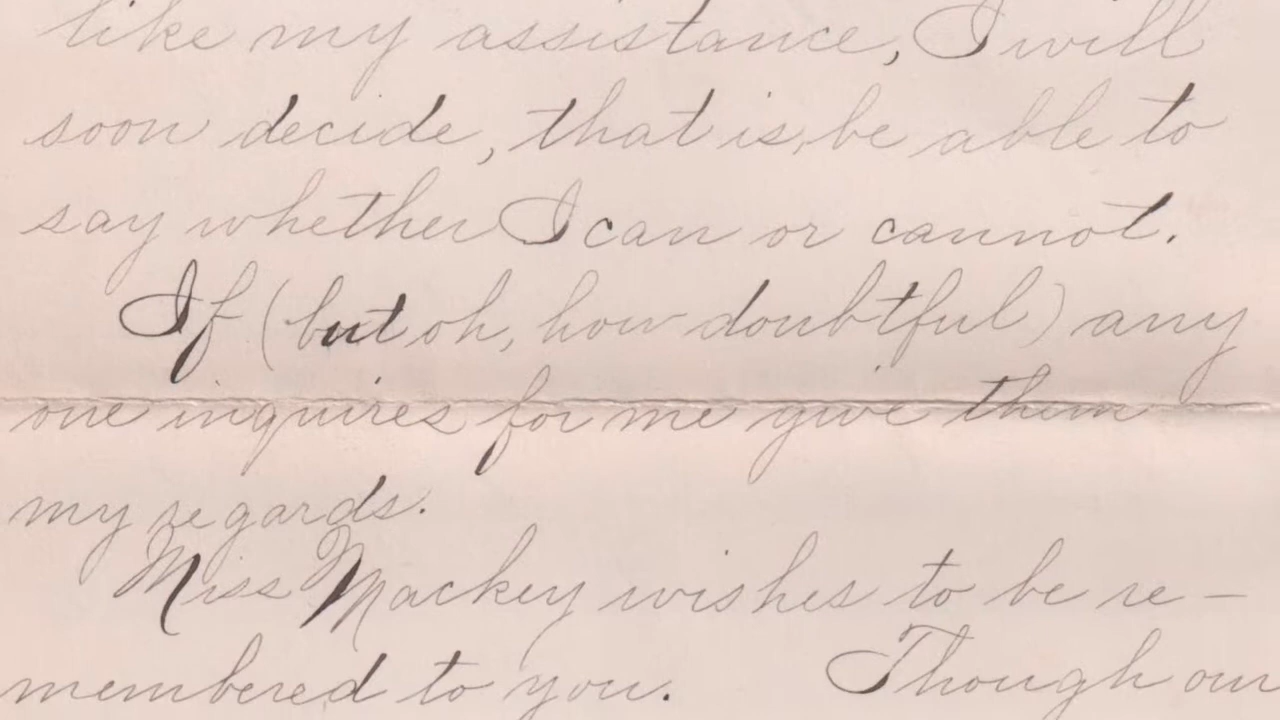 like my assistance, I will
soon decide, that is, be able to
say whether I can or cannot.
If (but oh, how doubtful) any
one inquires for me give them
my regards.
Miss Mackey wishes to be re-
membered to you. Though our